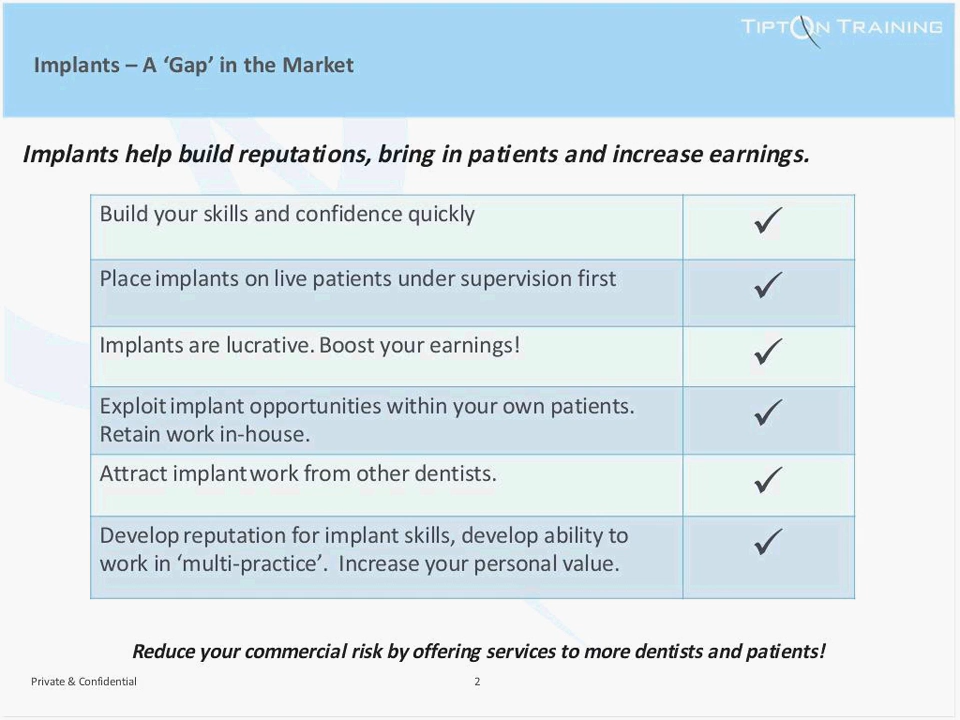 TIPTON TRAINING
Implants – A ‘Gap’ in the Market
Implants help build reputations, bring in patients and increase earnings.
Build your skills and confidence quickly
✓
Place implants on live patients under supervision first
✓
Implants are lucrative. Boost your earnings!
✓
Exploit implant opportunities within your own patients.
Retain work in-house.
✓
Attract implant work from other dentists.
✓
Develop reputation for implant skills, develop ability to
work in ‘multi-practice’.  Increase your personal value.
✓
Reduce your commercial risk by offering services to more dentists and patients!
Private & Confidential
2